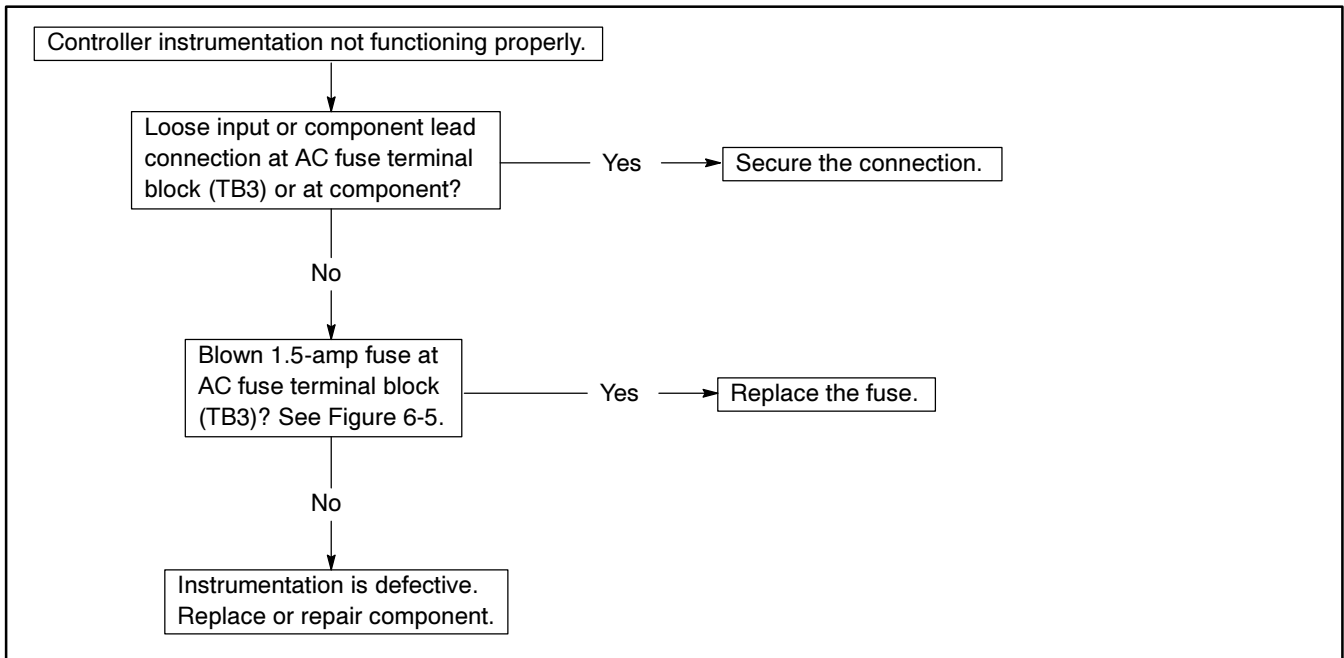 Controller instrumentation not functioning properly.
Loose input or component lead
connection at AC fuse terminal
block (TB3) or at component?
Yes
Secure the connection.
No
Blown 1.5-amp fuse at
AC fuse terminal block
(TB3)? See Figure 6-5.
Yes
Replace the fuse.
No
Instrumentation is defective.
Replace or repair component.